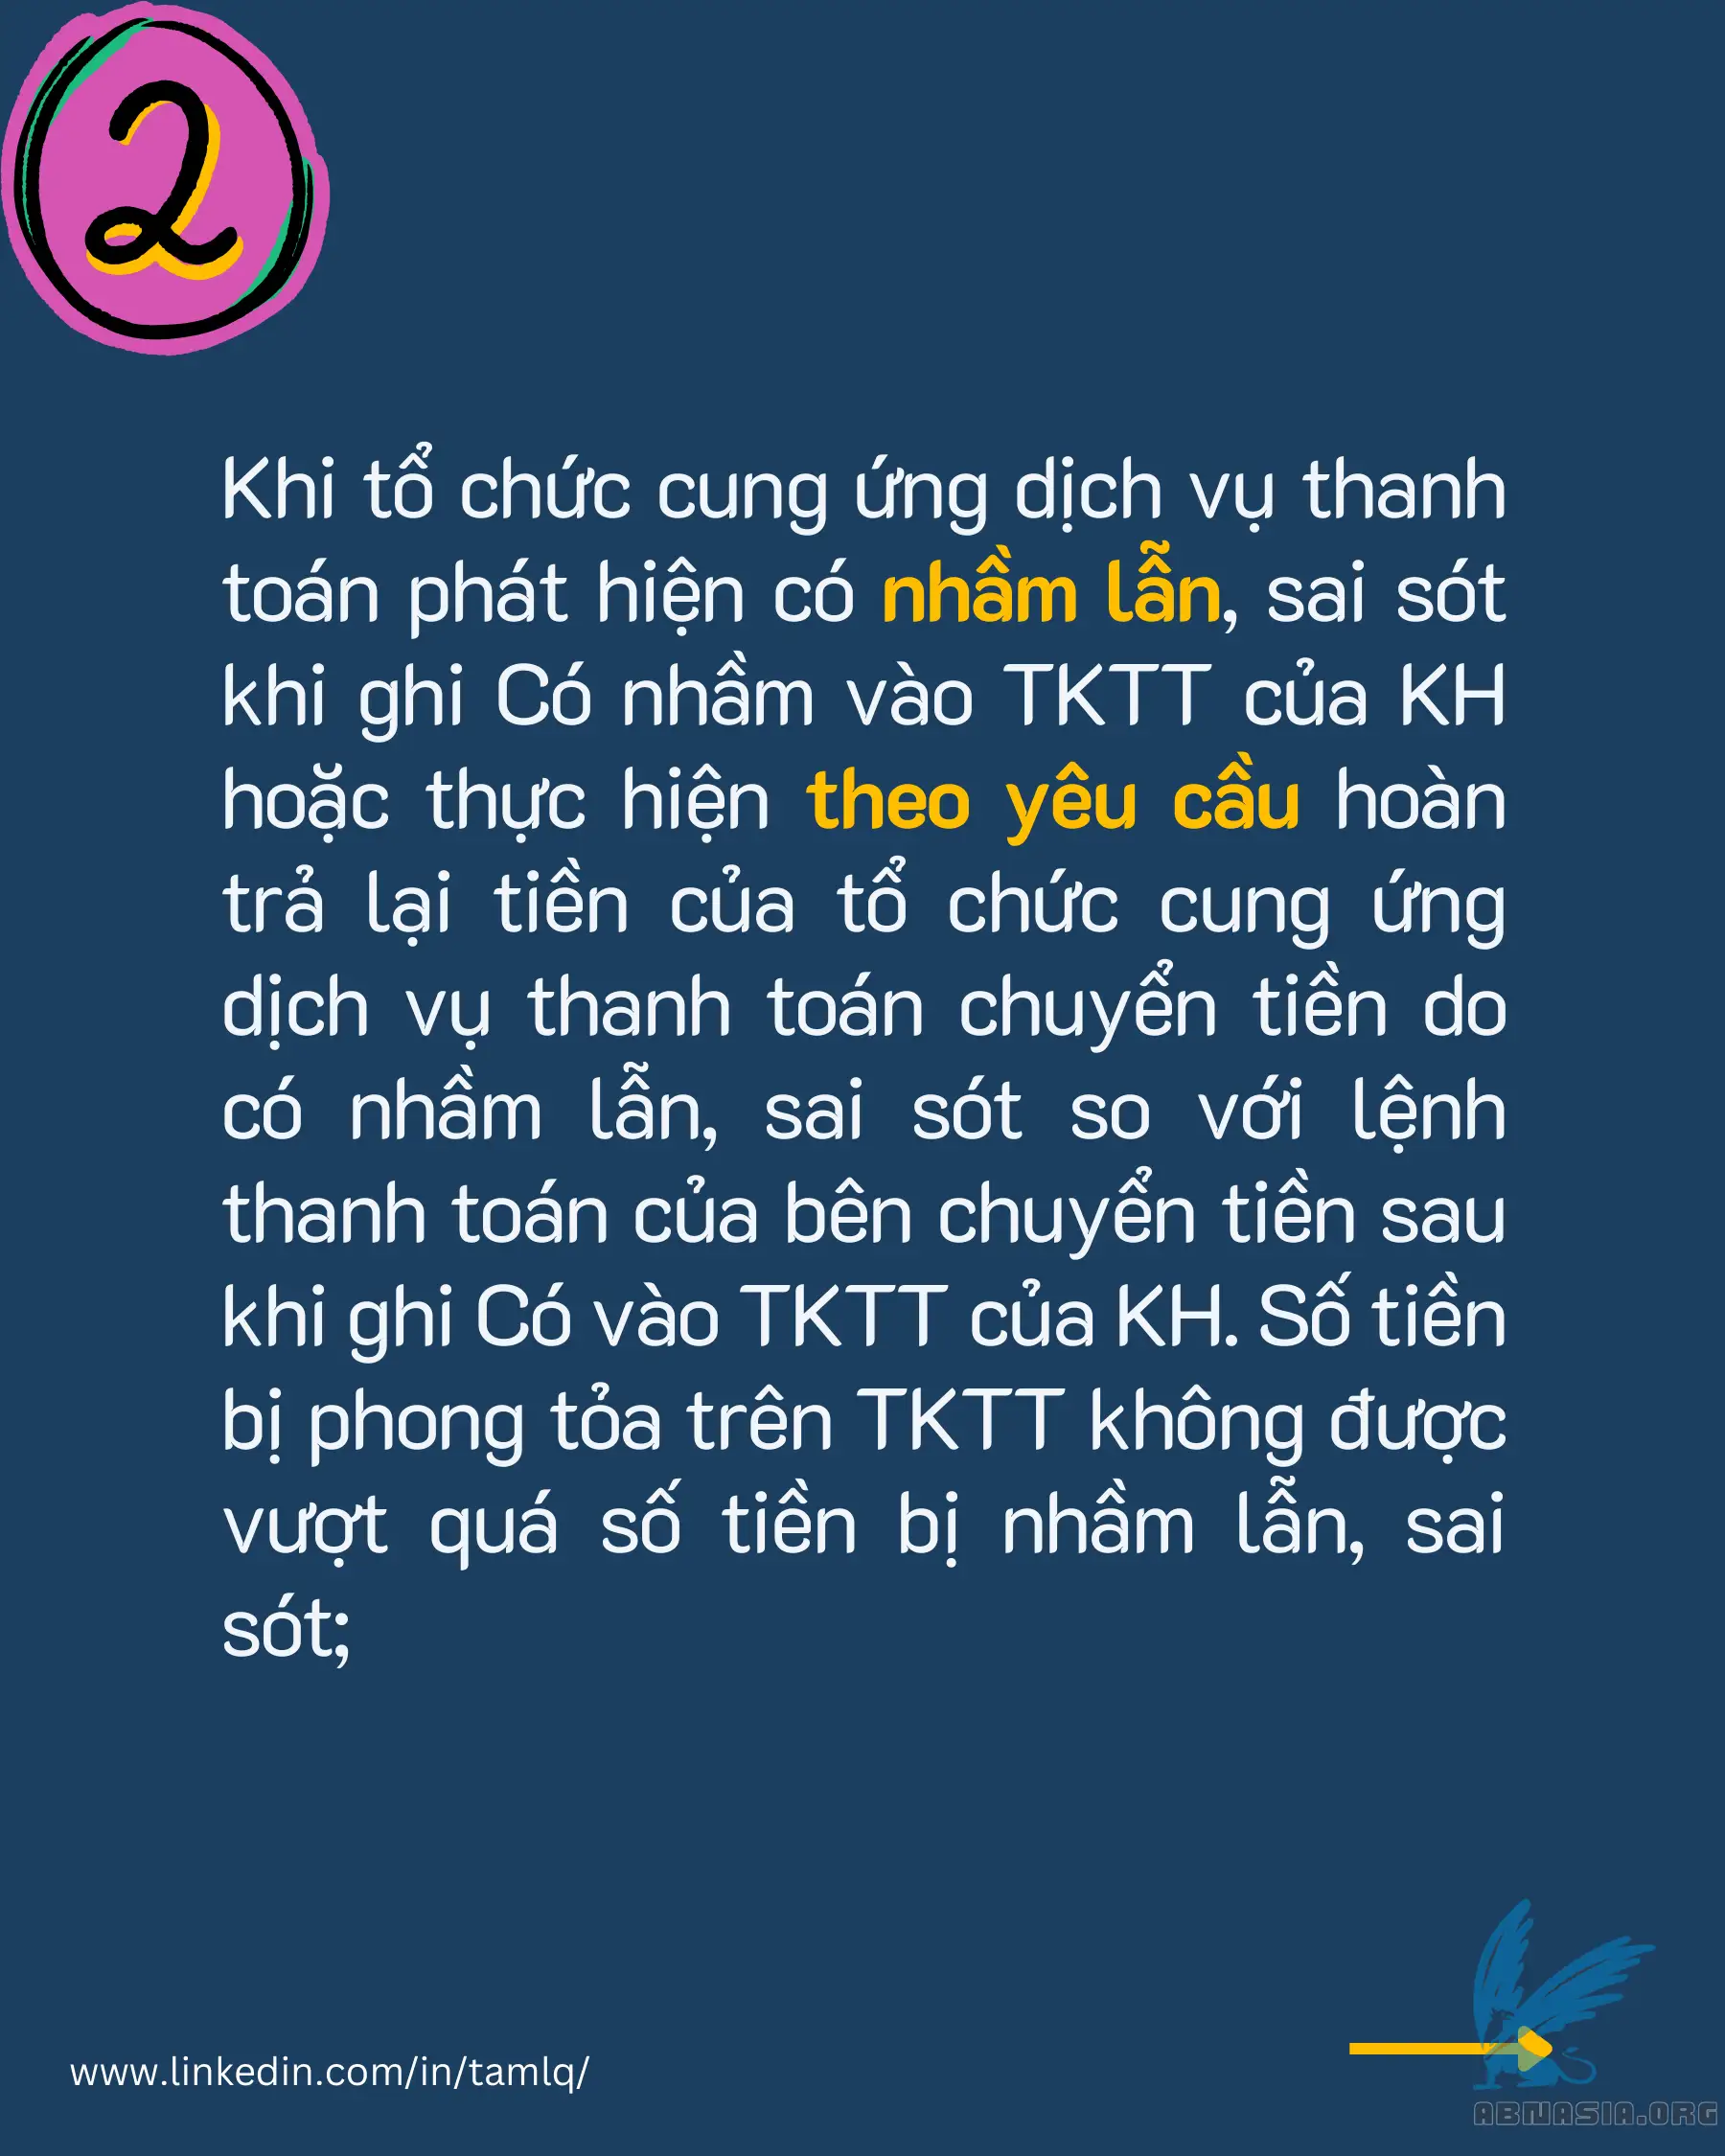 2
Khi tổ chức cung ứng dịch vụ thanh
toán phát hiện có nhầm lẫn, sai sót
khi ghi Có nhầm vào TKTT của KH
hoặc thực hiện theo yêu cầu hoàn
trả lại tiền của tổ chức cung ứng
dịch vụ thanh toán chuyển tiền do
có nhầm lẫn, sai sót so với lệnh
thanh toán của bên chuyển tiền sau
khi ghi Có vào TKTT của KH. Số tiền
bị phong tỏa trên TKTT không được
vượt quá số tiền bị nhầm lẫn, sai
sót;
www.linkedin.com/in/tamlq/
ABNASIA.ORG